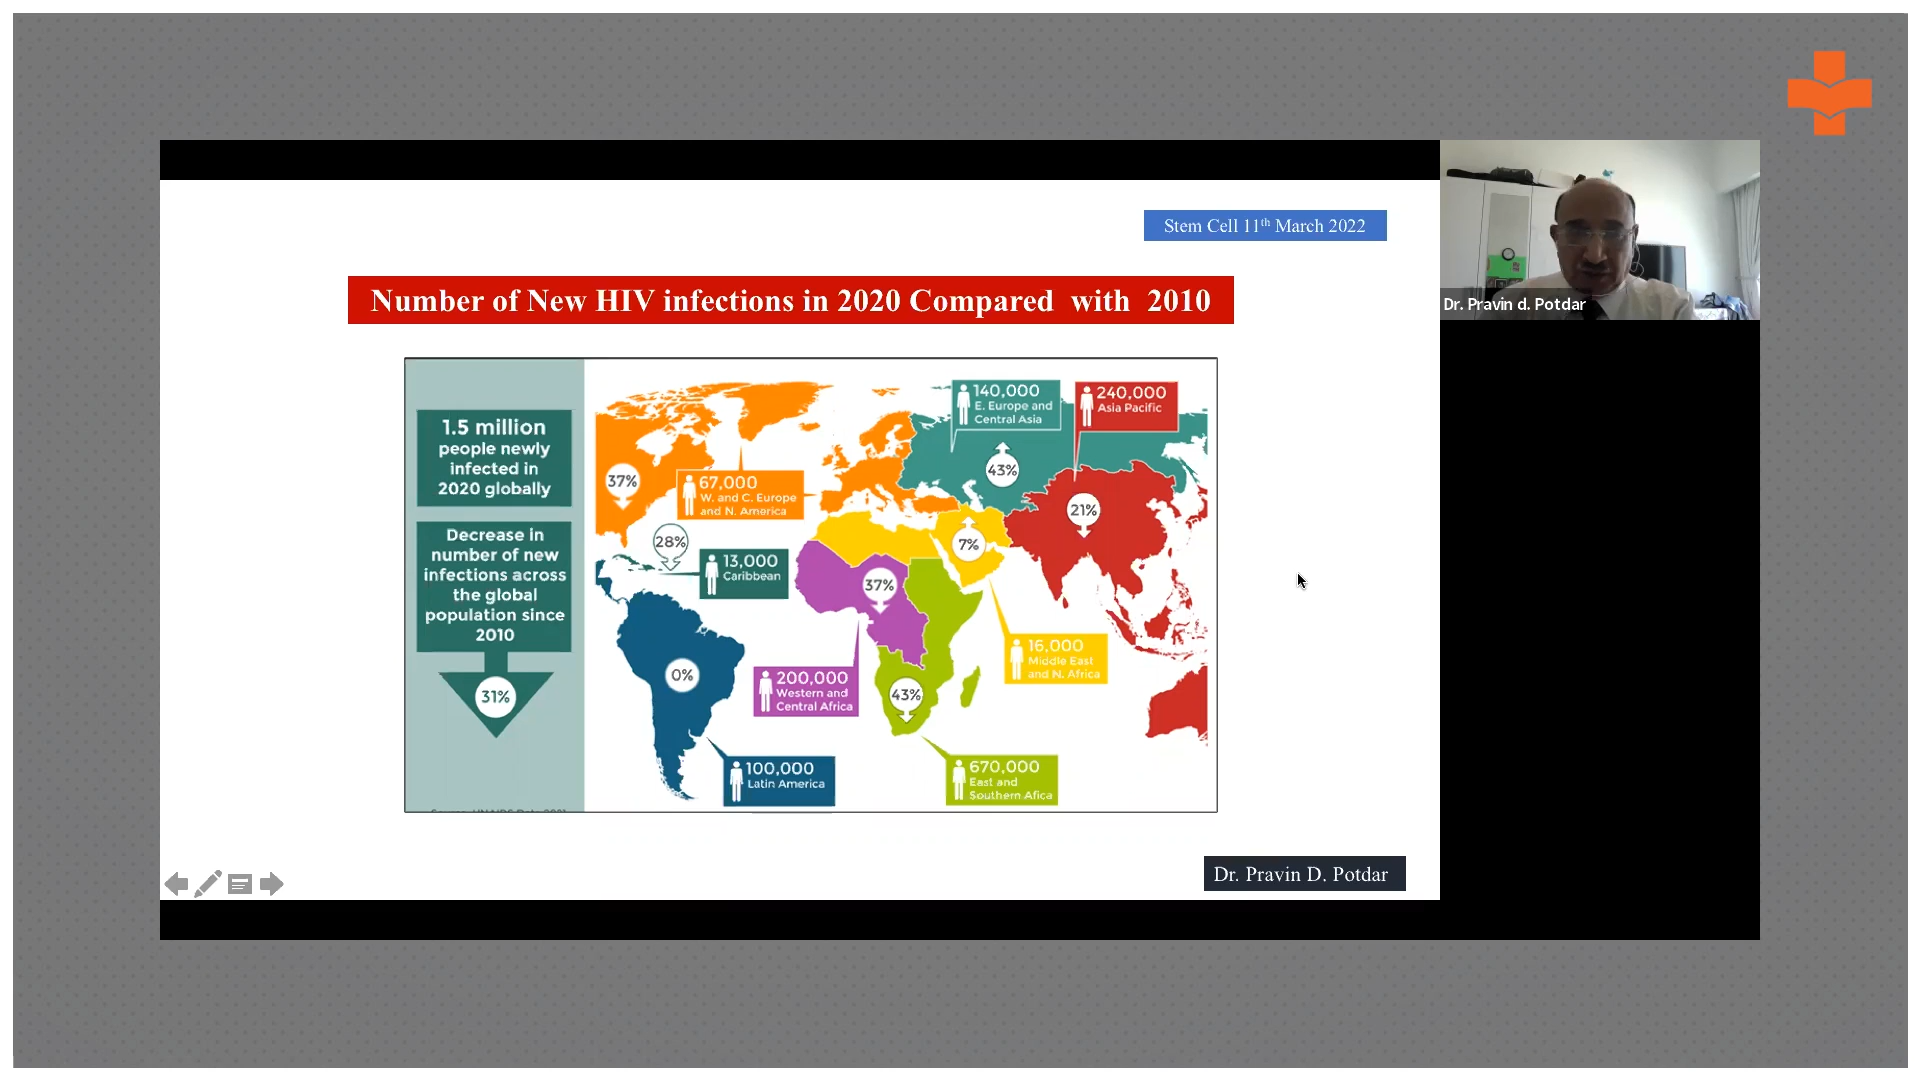 Stem Cell 11th March 2022
Number of New HIV infections in 2020 Compared with 2010
1.5 million
people newly
infected in
2020 globally
Decrease in
number of new
infections across
the global
population since
2010
31%
37%
67,000
W. and C. Europe
and N. America
28%
13,000
Caribbean
0%
100,000
Latin America
140,000
E. Europe and
Central Asia
43%
240,000
Asia Pacific
21%
7%
16,000
Middle East
and N. Africa
37%
200,000
Western and
Central Africa
43%
670,000
East and
Southern Afica
Dr. Pravin D. Potdar
Dr. Pravin d. Potdar